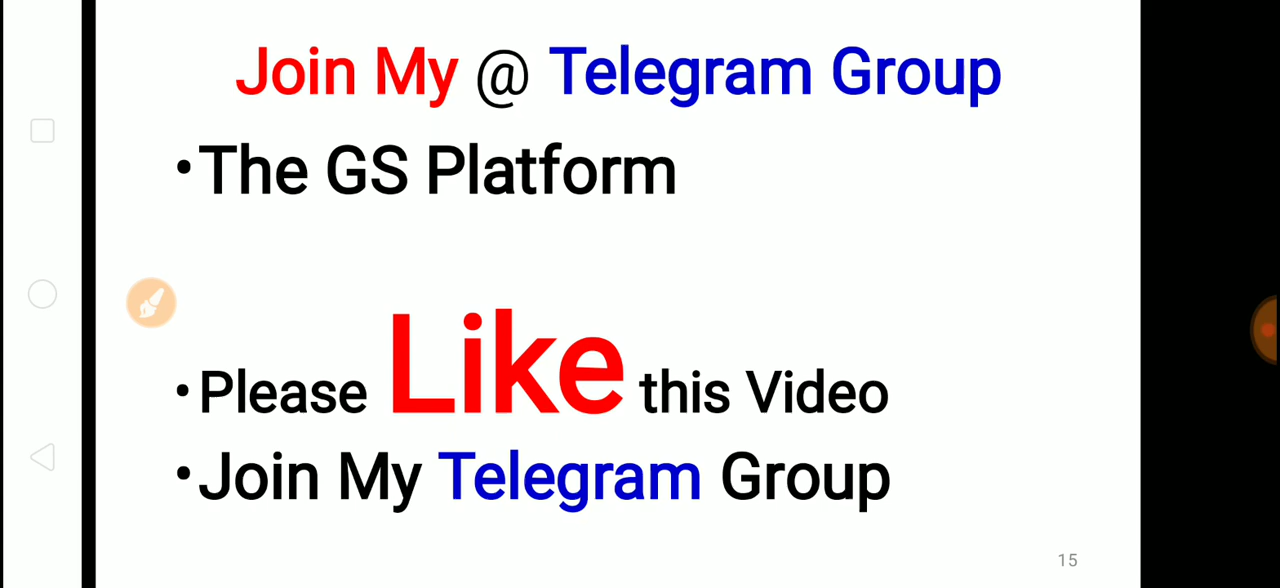 Join My @ Telegram Group
•The GS Platform
•Please Like this Video
•Join My Telegram Group
15